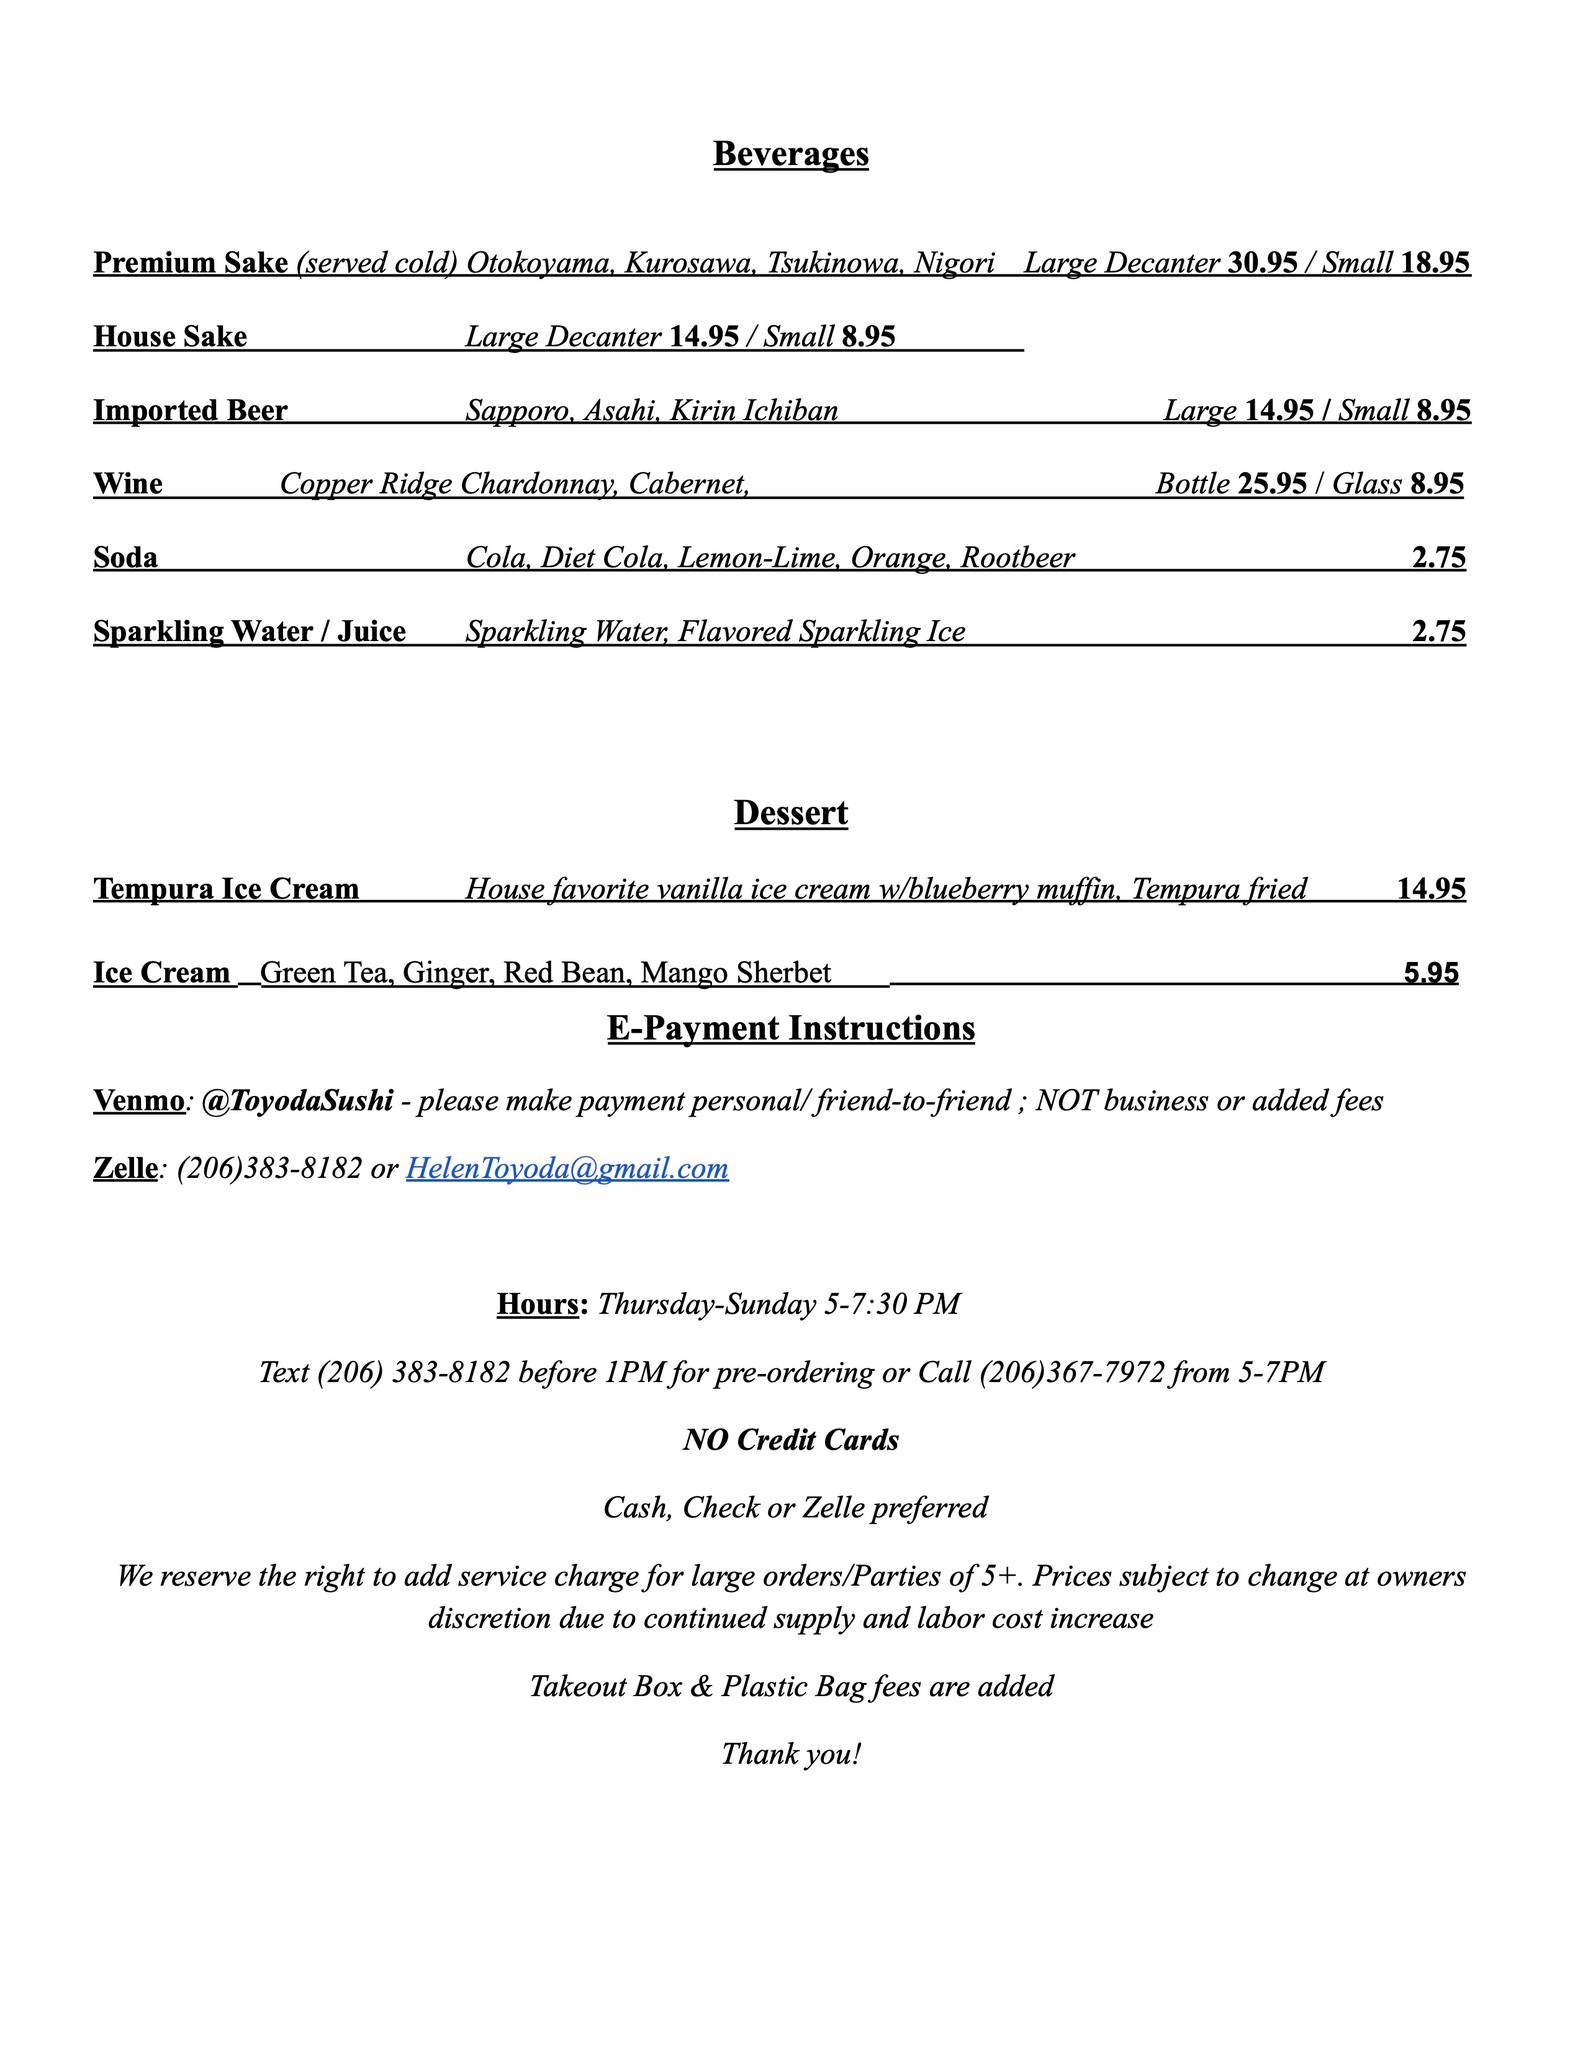 Beverages
Premium Sake (served cold) Otokoyama, Kurosawa, Tsukinowa, Nigori Large Decanter 30.95 / Small 18.95
House Sake Large Decanter 14.95 / Small 8.95
Imported Beer Sapporo, Asahi, Kirin Ichiban Large 14.95 / Small 8.95
Wine Copper Ridge Chardonnay, Cabernet, Bottle 25.95 / Glass 8.95
Soda Cola, Diet Cola, Lemon-Lime, Orange, Rootbeer 2.75
Sparkling Water / Juice Sparkling Water, Flavored Sparkling Ice 2.75
Dessert
Tempura Ice Cream House favorite vanilla ice cream w/blueberry muffin, Tempura fried 14.95
Ice Cream Green Tea, Ginger, Red Bean, Mango Sherbet 5.95
E-Payment Instructions
Venmo: @ToyodaSushi - please make payment personal/ friend-to-friend ; NOT business or added fees
Zelle: (206)383-8182 or HelenToyoda@gmail.com
Hours: Thursday-Sunday 5-7:30 PM
Text (206) 383-8182 before 1PM for pre-ordering or Call (206)367-7972 from 5-7PM
NO Credit Cards
Cash, Check or Zelle preferred
We reserve the right to add service charge for large orders/Parties of 5+. Prices subject to change at owners
discretion due to continued supply and labor cost increase
Takeout Box & Plastic Bag fees are added
Thank you!